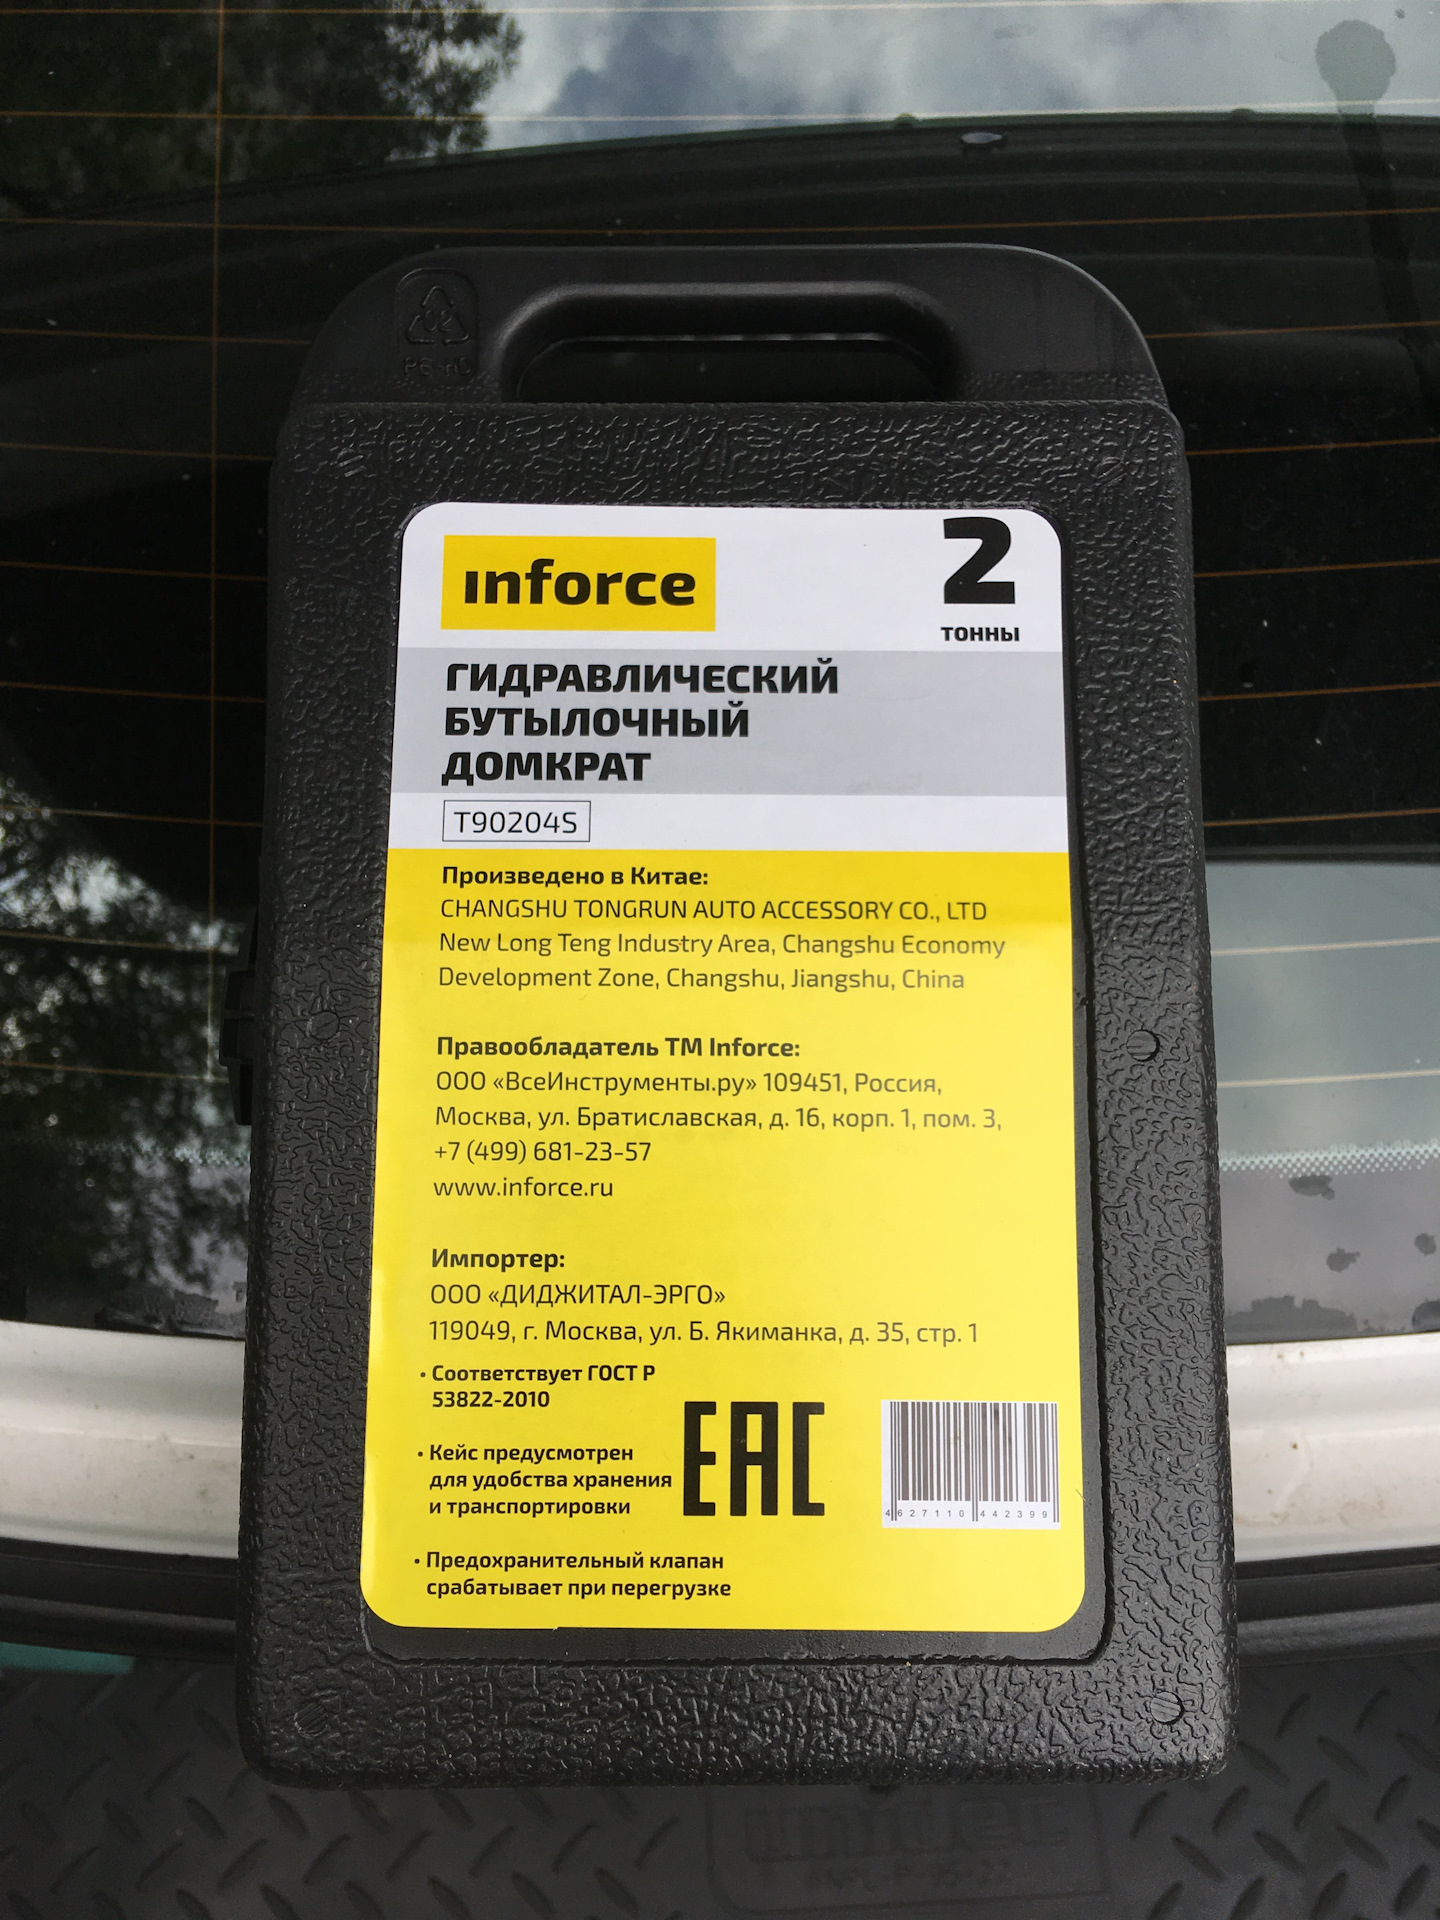 inforce
2
ТОННЫ
ГИДРАВЛИЧЕСКИЙ
БУТЫЛОЧНЫЙ
ДОМКРАТ
T90204S
Произведено в Китае:
CHANGSHU TONGRUN AUTO ACCESSORY CO., LTD
New Long Teng Industry Area, Changshu Economy
Development Zone, Changshu, Jiangshu, China
Правообладатель ТМ Inforce:
ООО «ВсеИнструменты.ру» 109451, Россия,
Москва, ул. Братиславская, д. 16, корп. 1, пом. 3,
+7 (499) 681-23-57
www.inforce.ru
Импортер:
ООО «ДИДЖИТАЛ-ЭРГО»
119049, г. Москва, ул. Б. Якиманка, д. 35, стр. 1
• Соответствует ГОСТ Р
53822-2010
• Кейс предусмотрен
для удобства хранения
и транспортировки
EAC
4 627110 442399
• Предохранительный клапан
срабатывает при перегрузке